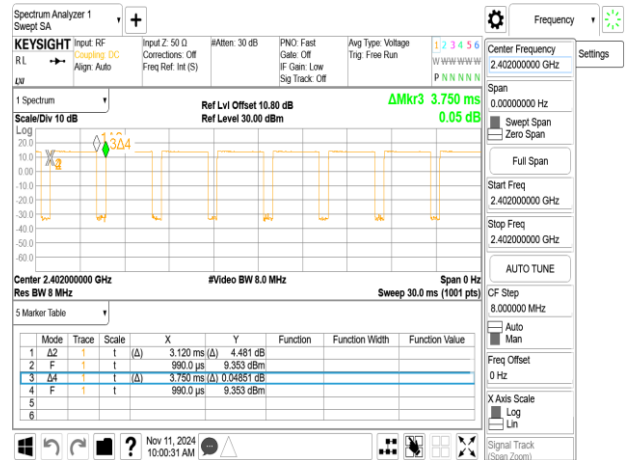 Spectrum Analyzer 1
Swept SA
Frequency
KEYSIGHT
RL
Input: RF
Coupling: DC
Align: Auto
Input Z: 50 Ω
Corrections: Off
Freq Ref: Int (S)
#Atten: 30 dB
PNO: Fast
Gate: Off
IF Gain: Low
Sig Track: Off
Avg Type: Voltage
Trig: Free Run
1 2 3 4 5 6
W W W W W W
P N N N N N
Center Frequency
2.402000000 GHz
Settings
Span
0.00000000 Hz
Swept Span
Zero Span
Full Span
Start Freq
2.402000000 GHz
Stop Freq
2.402000000 GHz
AUTO TUNE
CF Step
8.000000 MHz
Auto
Man
Freq Offset
0 Hz
X Axis Scale
Log
Lin
Signal Track
(Span Zoom)
1 Spectrum
Scale/Div 10 dB
Ref Lvl Offset 10.80 dB
Ref Level 30.00 dBm
ΔMkr3 3.750 ms
0.05 dB
Log
20.0
10.0
0.00
-10.0
-20.0
-30.0
-40.0
-50.0
-60.0
3Δ4
Center 2.402000000 GHz
Res BW 8 MHz
#Video BW 8.0 MHz
Span 0 Hz
Sweep 30.0 ms (1001 pts)
5 Marker Table
Mode Trace Scale X Y Function Function Width Function Value
1 Δ2 1 t (Δ) 3.120 ms (Δ) 4.481 dB
2 F 1 t 990.0 µs 9.353 dBm
3 Δ4 1 t (Δ) 3.750 ms (Δ) 0.04851 dB
4 F 1 t 990.0 µs 9.353 dBm
5
6
Nov 11, 2024
10:00:31 AM